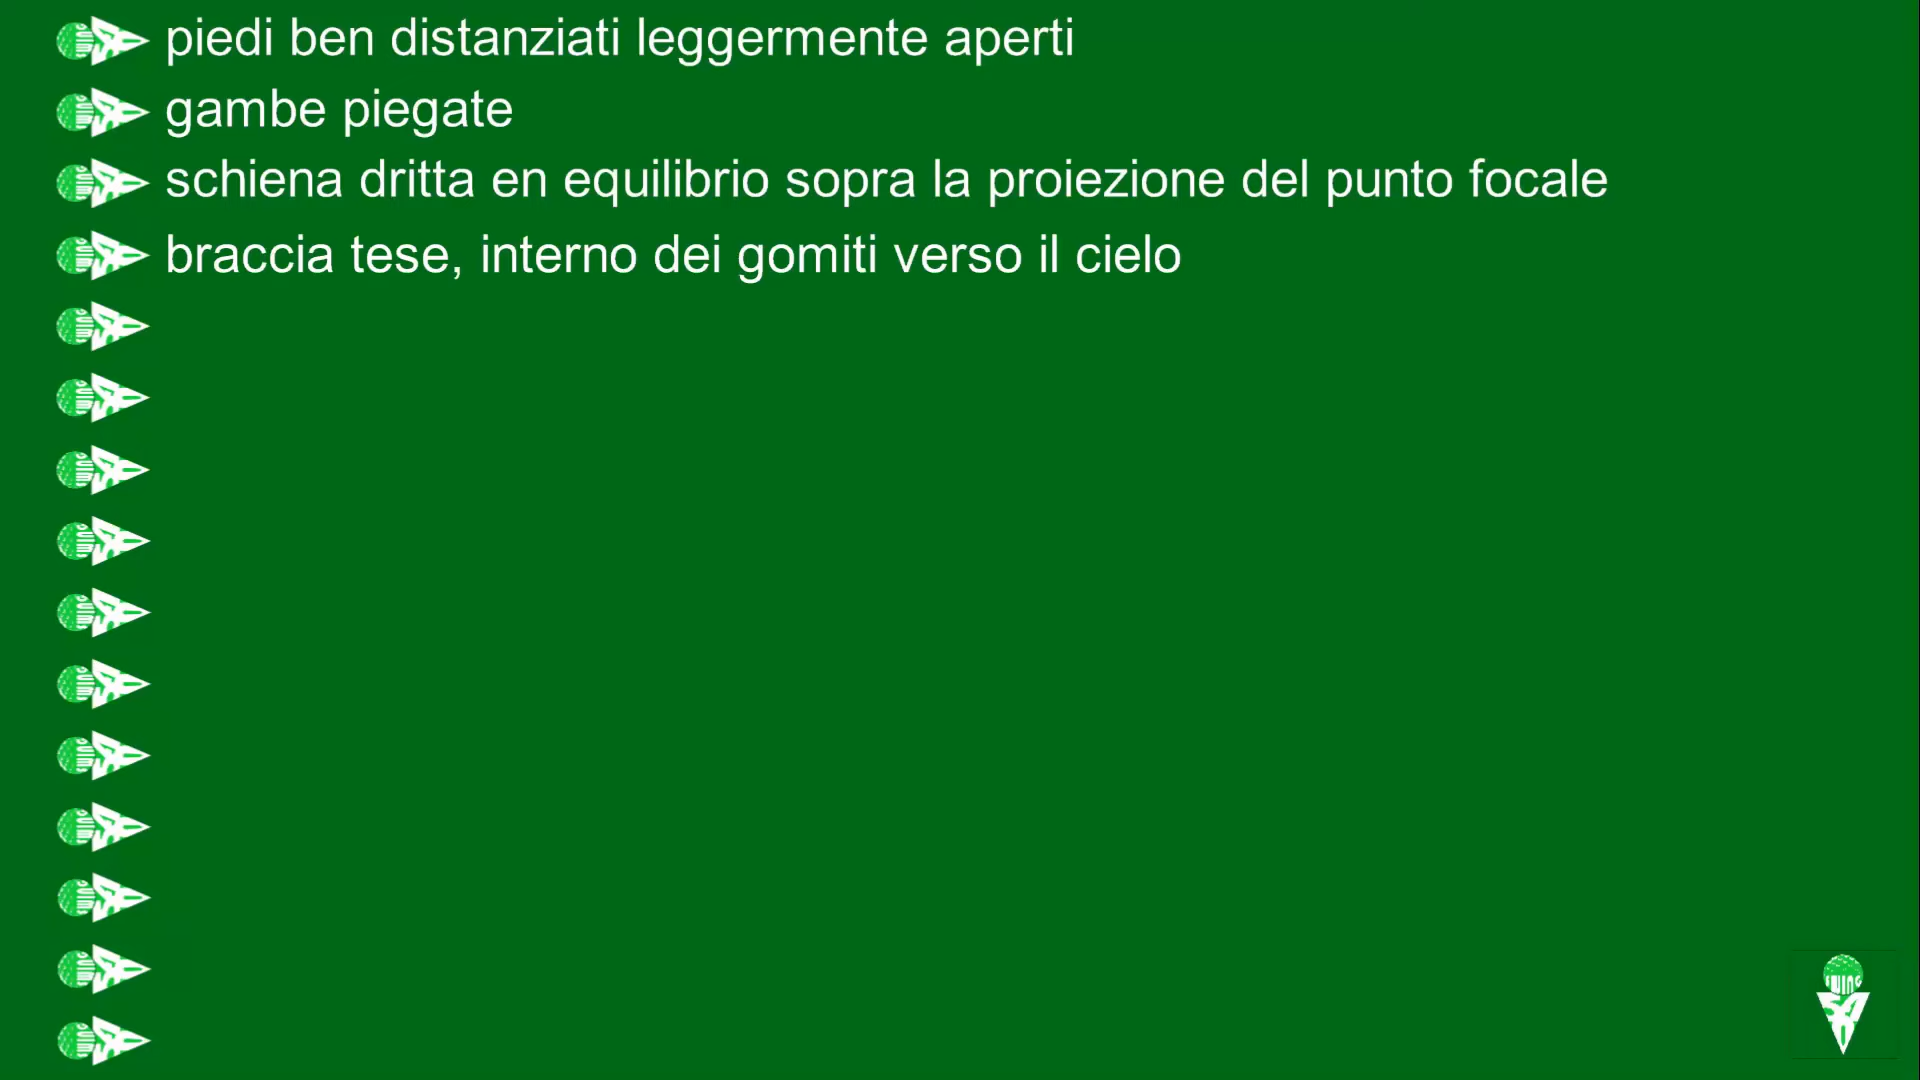 piedi ben distanziati leggermente aperti
gambe piegate
schiena dritta en equilibrio sopra la proiezione del punto focale
braccia tese, interno dei gomiti verso il cielo
SWING